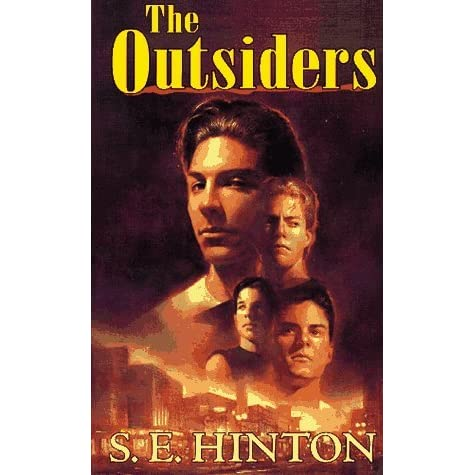 The
Outsiders
S. E. HINTON